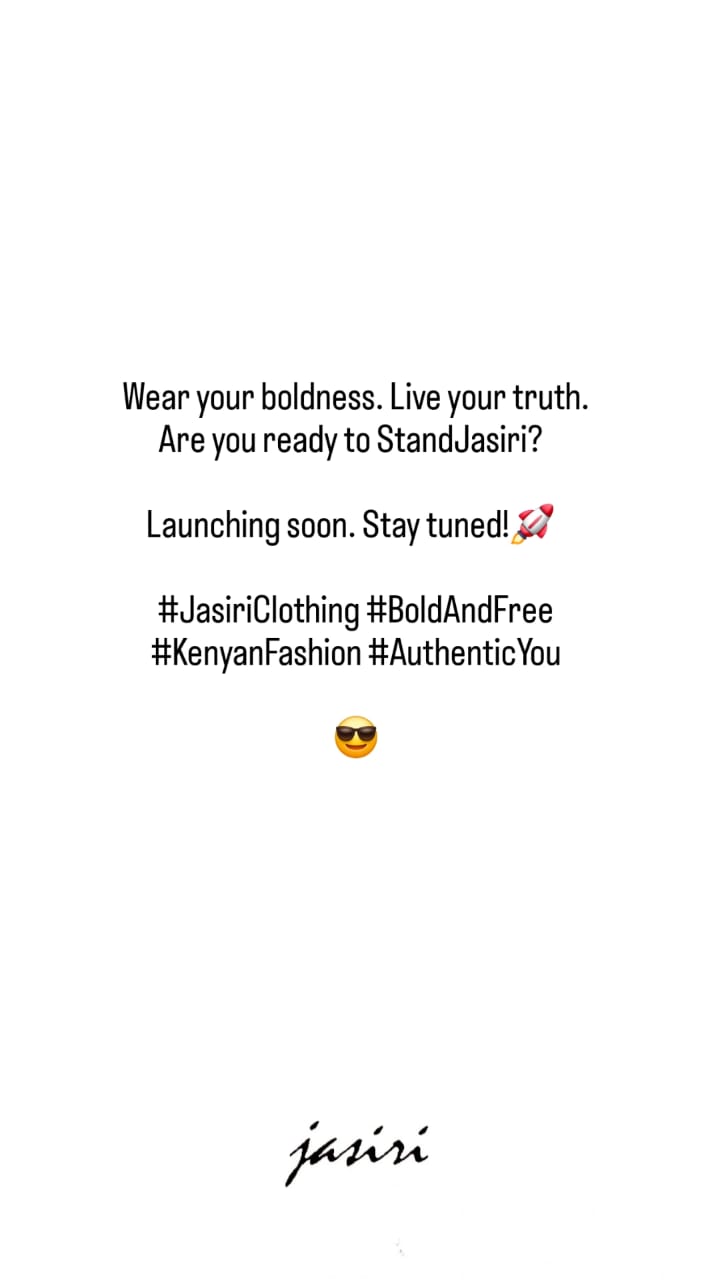 Wear your boldness. Live your truth.
Are you ready to StandJasiri?
Launching soon. Stay tuned!🚀
#JasiriClothing #BoldAndFree
#KenyanFashion #AuthenticYou
😎
jasiri